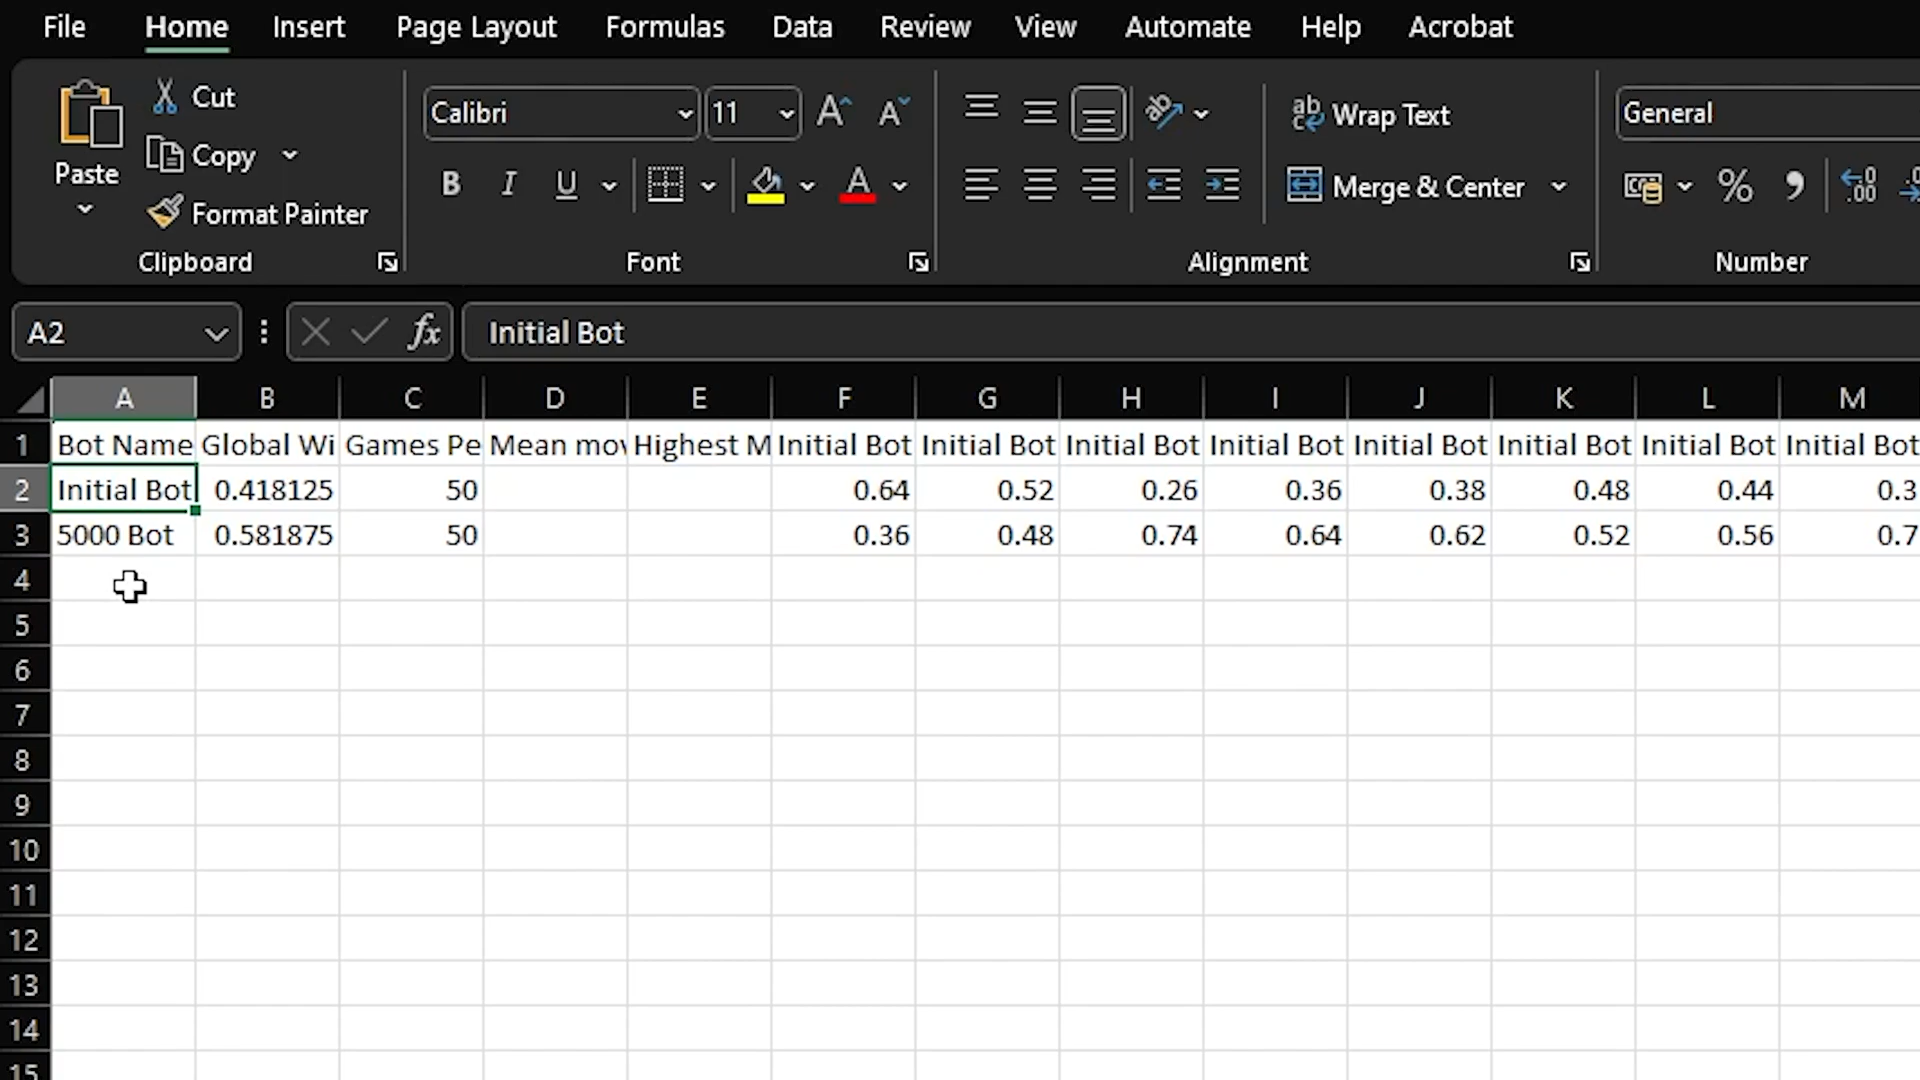 File Home Insert Page Layout Formulas Data Review View Automate Help Acrobat
Paste
Cut
Copy
Format Painter
Clipboard
Calibri 11
B I U
Font
Wrap Text
Merge & Center
Alignment
General
% 9
Number
A2 fx Initial Bot
A B C D E F G H I J K L M
1 Bot Name Global Wi Games Pe Mean mov Highest M Initial Bot Initial Bot Initial Bot Initial Bot Initial Bot Initial Bot Initial Bot Initial Bot
2 Initial Bot 0.418125 50 0.64 0.52 0.26 0.36 0.38 0.48 0.44 0.3
3 5000 Bot 0.581875 50 0.36 0.48 0.74 0.64 0.62 0.52 0.56 0.7
4
5
6
7
8
9
10
11
12
13
14
15